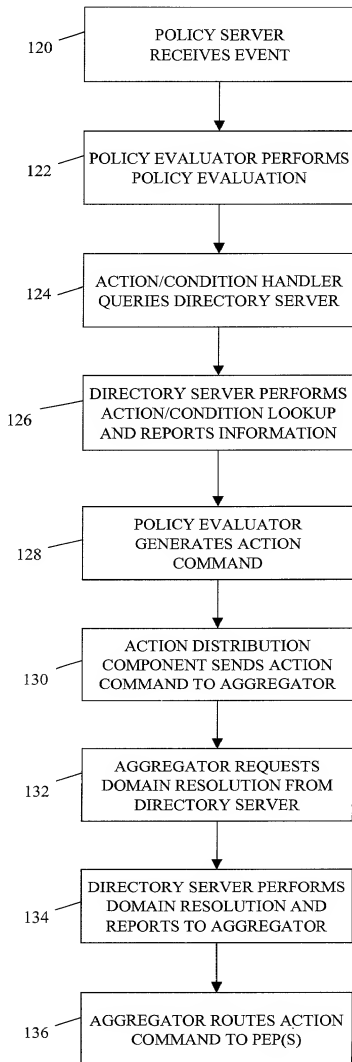 120
POLICY SERVER
RECEIVES EVENT
122
POLICY EVALUATOR PERFORMS
POLICY EVALUATION
124
ACTION/CONDITION HANDLER
QUERIES DIRECTORY SERVER
126
DIRECTORY SERVER PERFORMS
ACTION/CONDITION LOOKUP
AND REPORTS INFORMATION
128
POLICY EVALUATOR
GENERATES ACTION
COMMAND
130
ACTION DISTRIBUTION
COMPONENT SENDS ACTION
COMMAND TO AGGREGATOR
132
AGGREGATOR REQUESTS
DOMAIN RESOLUTION FROM
DIRECTORY SERVER
134
DIRECTORY SERVER PERFORMS
DOMAIN RESOLUTION AND
REPORTS TO AGGREGATOR
136
AGGREGATOR ROUTES ACTION
COMMAND TO PEP(S)